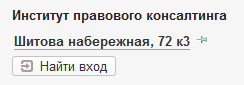 Институт правового консалтинга
Шитова набережная, 72 к3
Найти вход